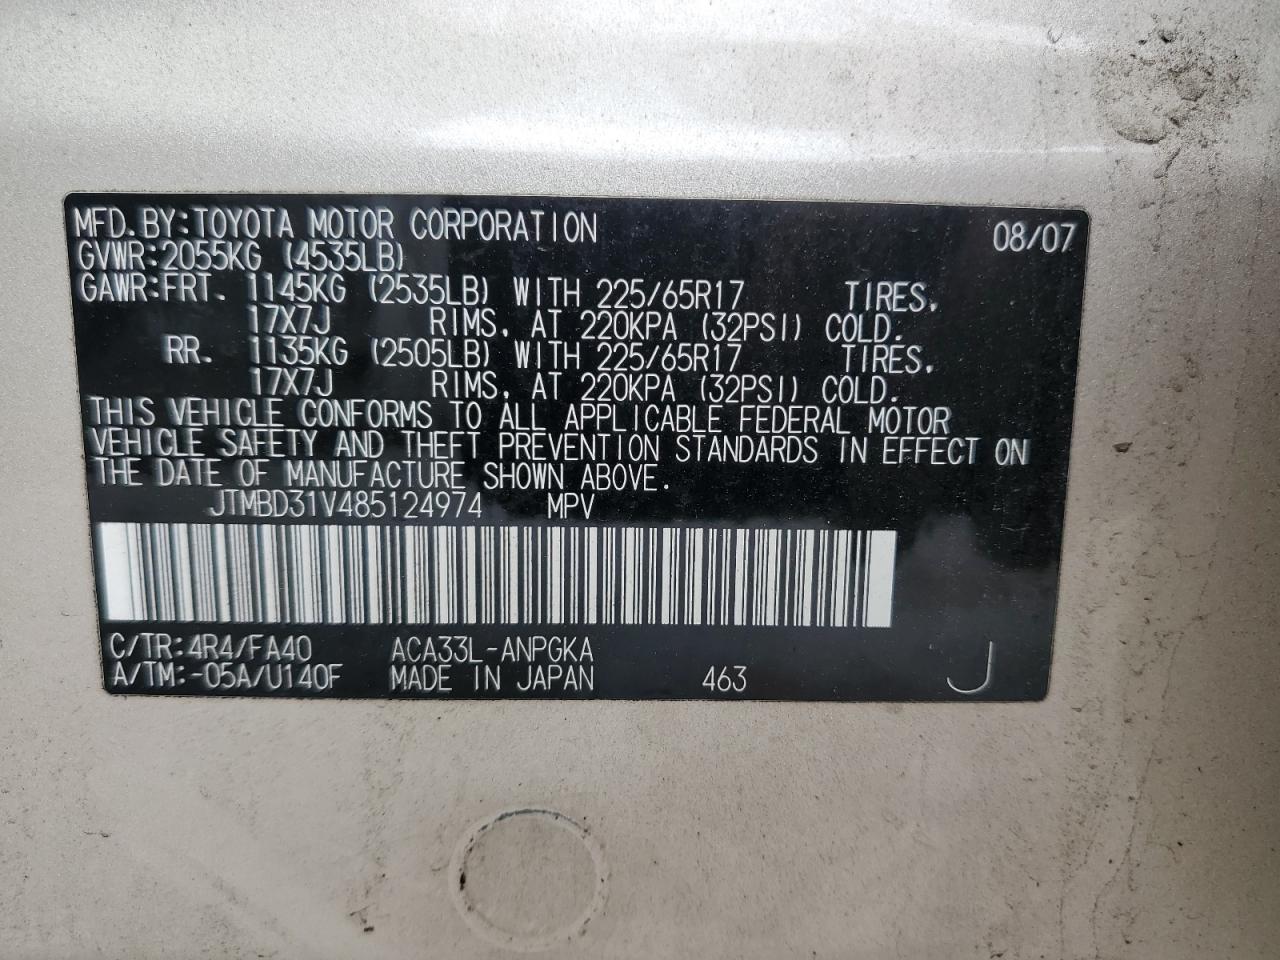 MFD.BY:TOYOTA MOTOR CORPORATION 08/07
GVWR:2055KG (4535LB)
GAWR:FRT. 1145KG (2535LB) WITH 225/65R17 TIRES,
17X7J RIMS, AT 220KPA (32PSI) COLD.
RR. 1135KG (2505LB) WITH 225/65R17 TIRES,
17X7J RIMS, AT 220KPA (32PSI) COLD.
THIS VEHICLE CONFORMS TO ALL APPLICABLE FEDERAL MOTOR
VEHICLE SAFETY AND THEFT PREVENTION STANDARDS IN EFFECT ON
THE DATE OF MANUFACTURE SHOWN ABOVE.
JTMBD31V485124974 MPV
C/TR:4R4/FA40 ACA33L-ANPGKA
A/TM:-05A/U140F MADE IN JAPAN 463 J